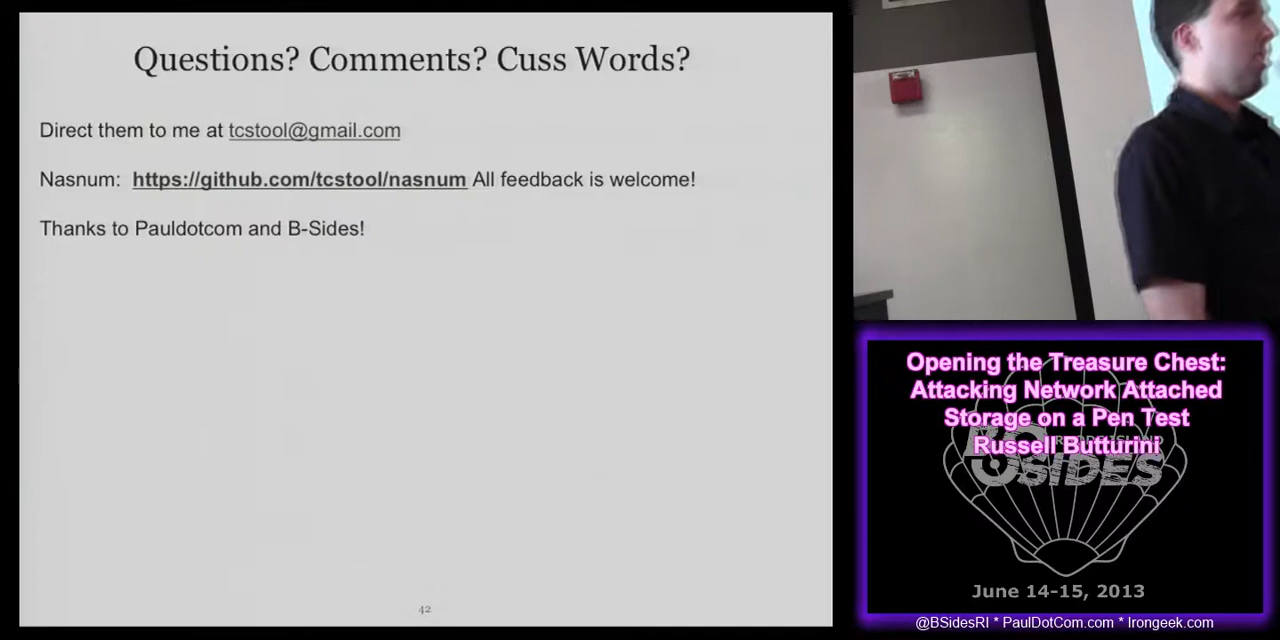 Questions? Comments? Cuss Words?
Direct them to me at tcstool@gmail.com
Nasnum: https://github.com/tcstool/nasnum All feedback is welcome!
Thanks to Pauldotcom and B-Sides!
42
Opening the Treasure Chest:
Attacking Network Attached
Storage on a Pen Test
Russell Butturini
BSIDES
June 14-15, 2013
@BSidesRI * PaulDotCom.com * Irongeek.com